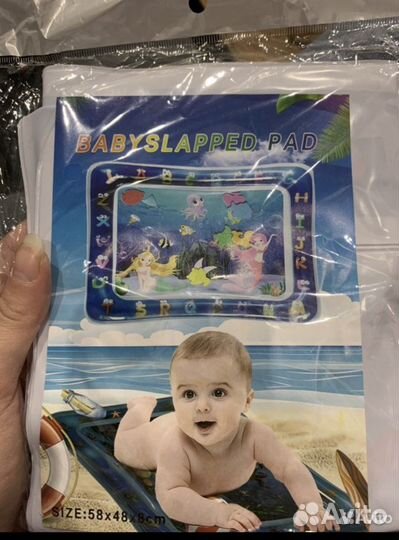 BABYSLAPPED PAD
H
I
J
K
T S R Q
SIZE:58x48x8cm
Avito